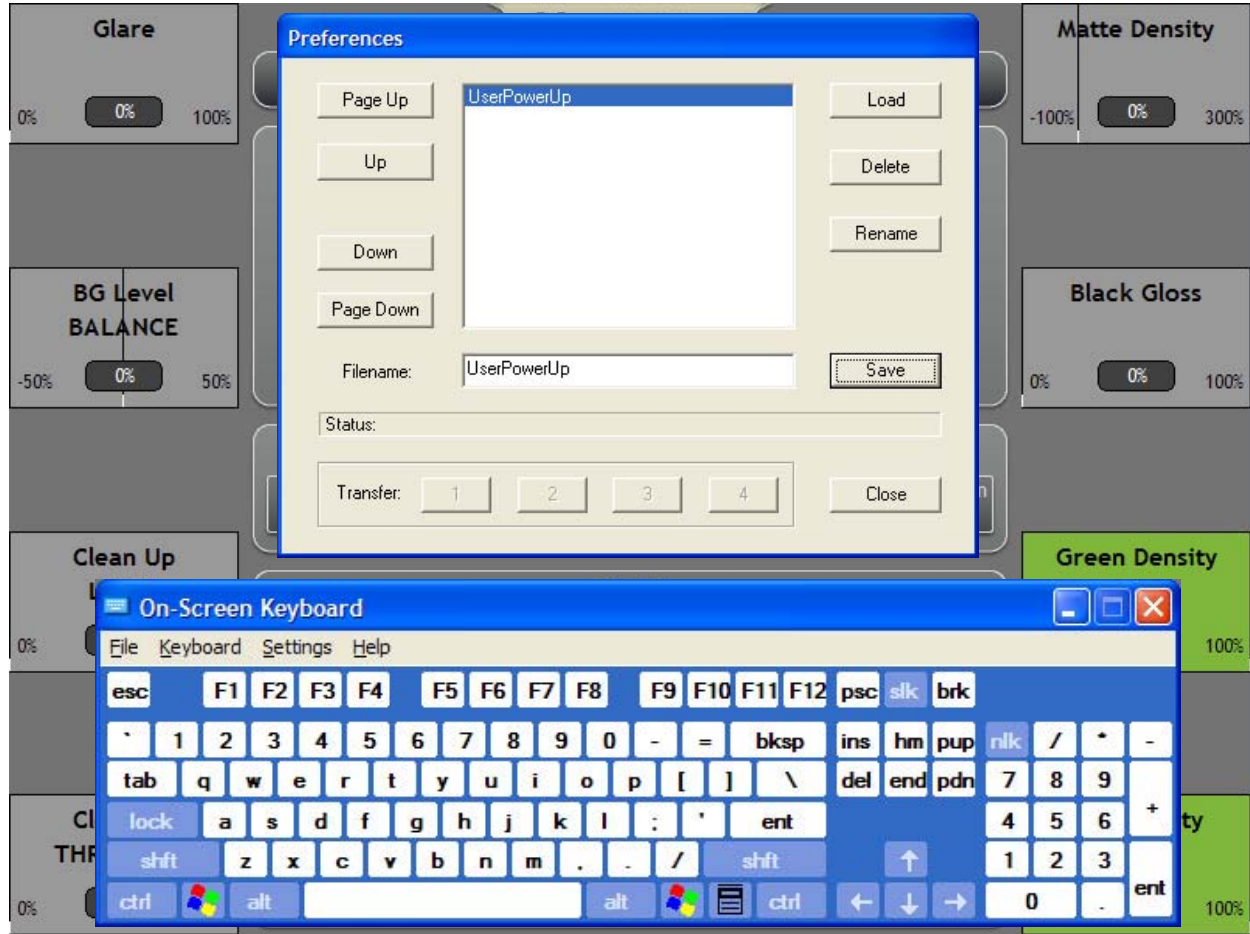 Glare
0% 0% 100%
BG Level
BALANCE
-50% 0% 50%
Clean Up
0%
THR
0%
Matte Density
-100% 0% 300%
Black Gloss
0% 0% 100%
Green Density
100%
ty
100%
Preferences
Page Up
Up
Down
Page Down
UserPowerUp
Load
Delete
Rename
Filename: UserPowerUp Save
Status:
Transfer: 1 2 3 4 Close
On-Screen Keyboard
File Keyboard Settings Help
esc F1 F2 F3 F4 F5 F6 F7 F8 F9 F10 F11 F12 psc slk brk
` 1 2 3 4 5 6 7 8 9 0 - = bksp ins hm pup nlk / * -
tab q w e r t y u i o p [ ] \ del end pdn 7 8 9 +
lock a s d f g h j k l ; ' ent 4 5 6
shft z x c v b n m , . / shft ↑ 1 2 3 ent
ctrl alt alt ctrl ← ↓ → 0 .